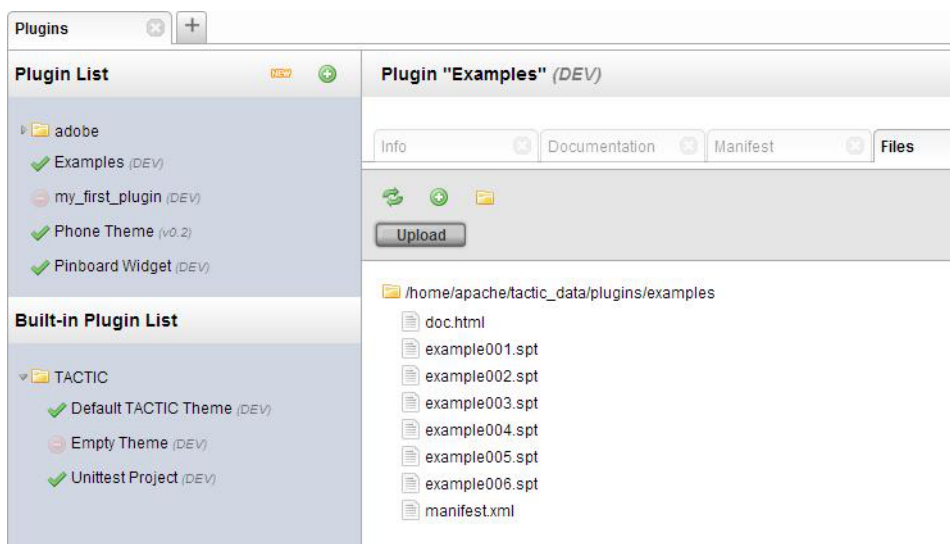 Plugins
+
Plugin List
NEW
adobe
Examples (DEV)
my_first_plugin (DEV)
Phone Theme (v0.2)
Pinboard Widget (DEV)
Built-in Plugin List
TACTIC
Default TACTIC Theme (DEV)
Empty Theme (DEV)
Unittest Project (DEV)
Plugin "Examples" (DEV)
Info Documentation Manifest Files
Upload
/home/apache/tactic_data/plugins/examples
doc.html
example001.spt
example002.spt
example003.spt
example004.spt
example005.spt
example006.spt
manifest.xml